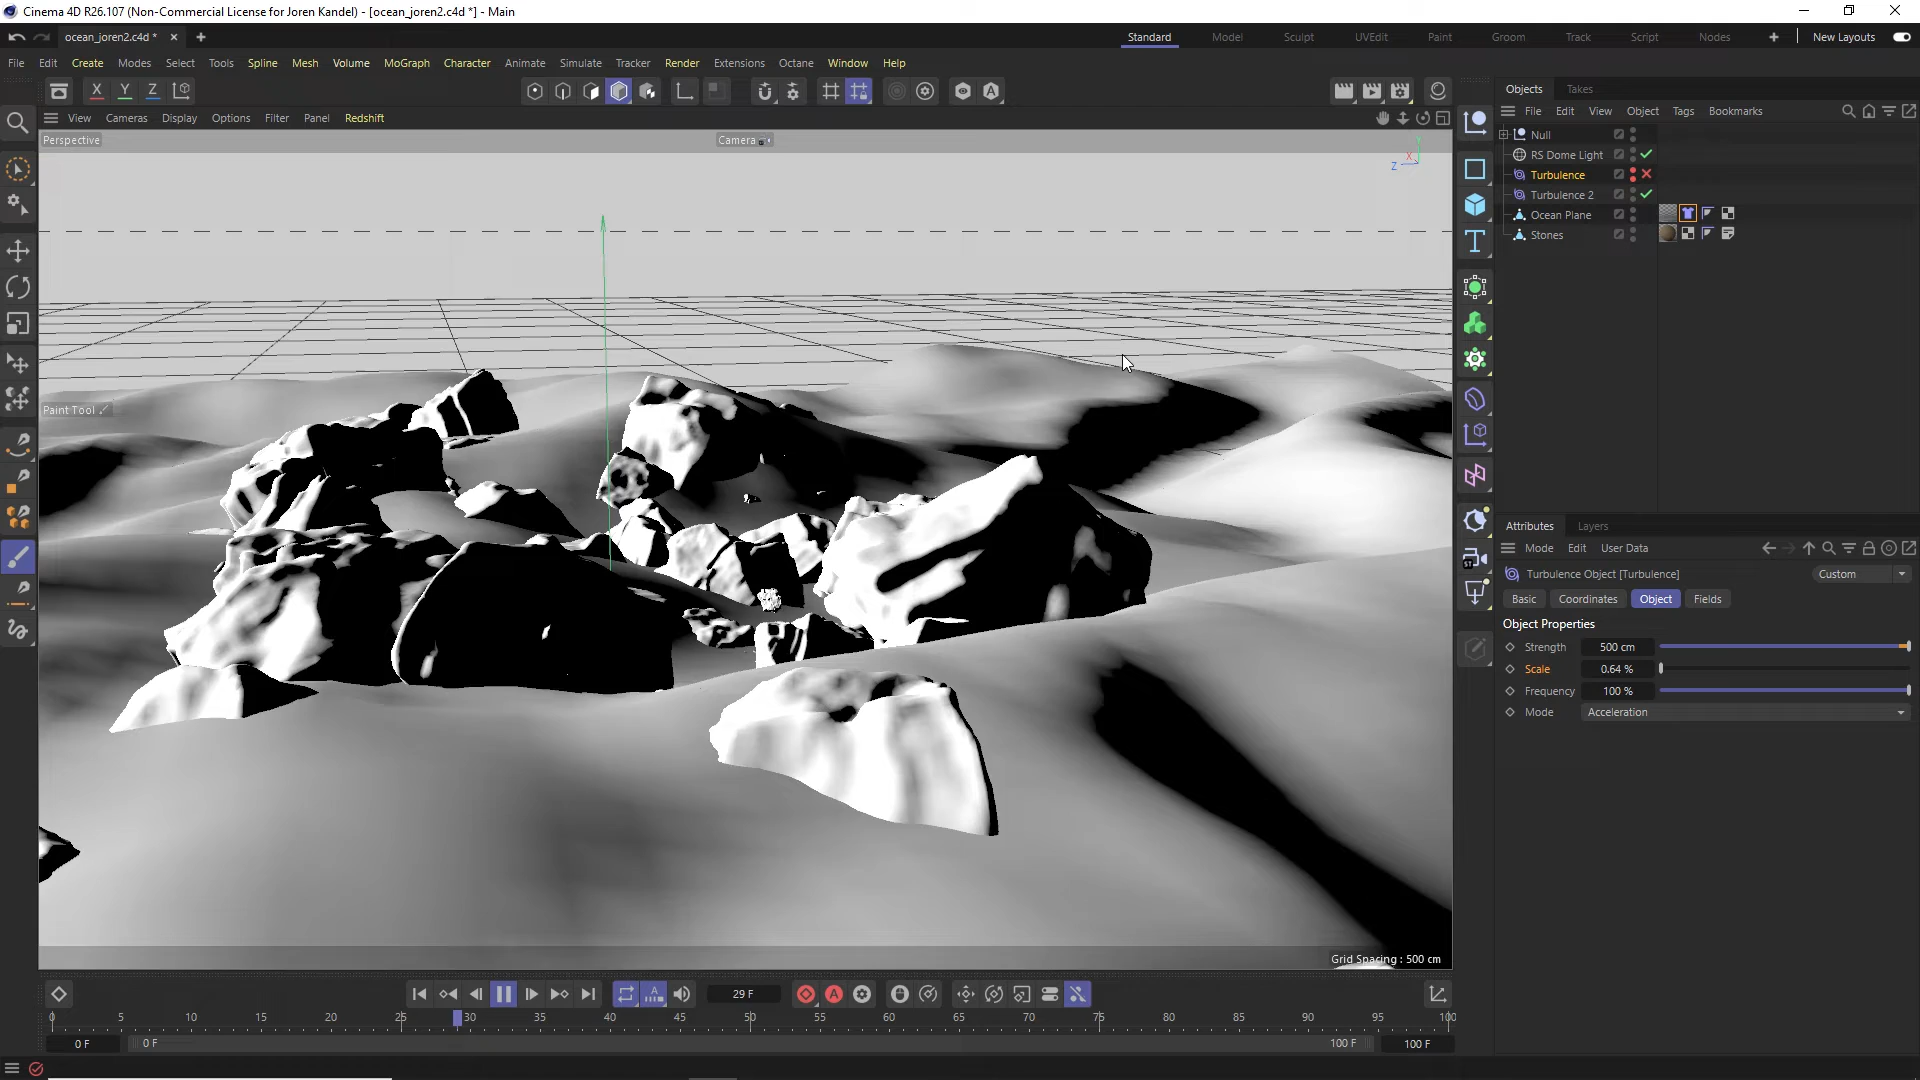 Cinema 4D R26.107 (Non-Commercial License for Joren Kandel) - [ocean_joren2.c4d *] - Main
ocean_joren2.c4d *
Standard Model Sculpt UVEdit Paint Groom Track Script Nodes New Layouts
File Edit Create Modes Select Tools Spline Mesh Volume MoGraph Character Animate Simulate Tracker Render Extensions Octane Window Help
X Y Z
Objects Takes
File Edit View Object Tags Bookmarks
View Cameras Display Options Filter Panel Redshift
Perspective
Camera
Y
X
Z
Null
RS Dome Light
Turbulence
Turbulence 2
Ocean Plane
Stones
Paint Tool
Attributes Layers
Mode Edit User Data
Turbulence Object [Turbulence] Custom
Basic Coordinates Object Fields
Object Properties
Strength 500 cm
Scale 0.64 %
Frequency 100 %
Mode Acceleration
Grid Spacing : 500 cm
29 F
0 5 10 15 20 25 30 35 40 45 50 55 60 65 70 75 80 85 90 95 100
0 F 0 F 100 F 100 F